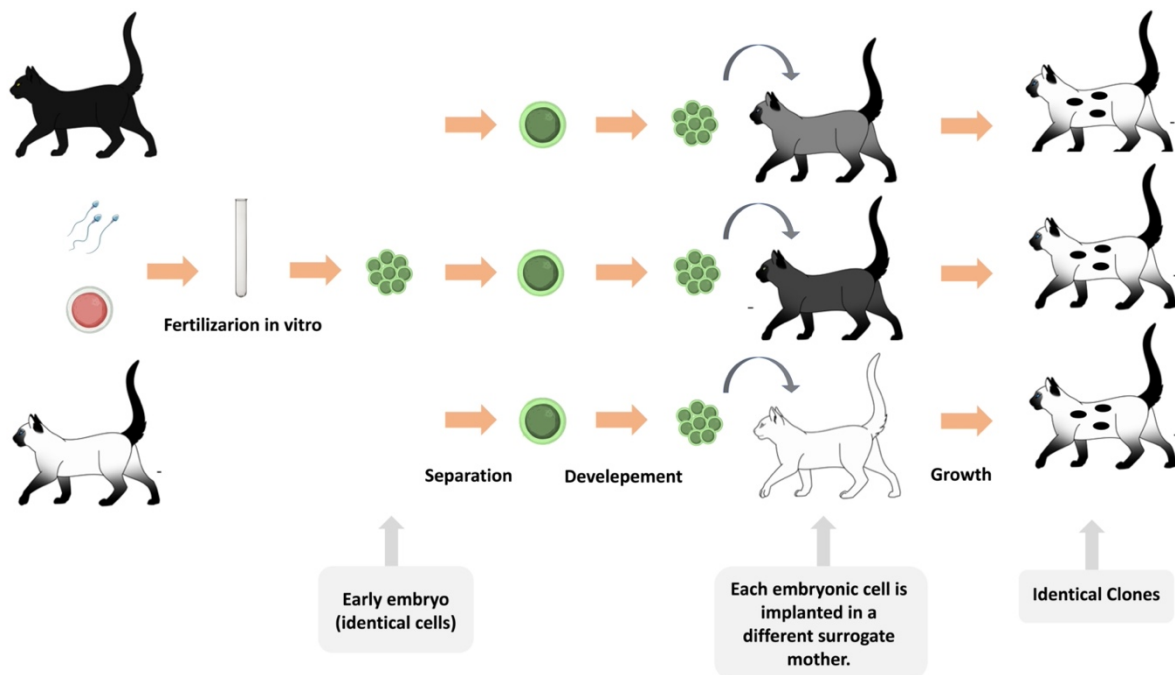 Fertilizarion in vitro
Separation
Developement
Growth
Early embryo
(identical cells)
Each embryonic cell is
implanted in a
different surrogate
mother.
Identical Clones